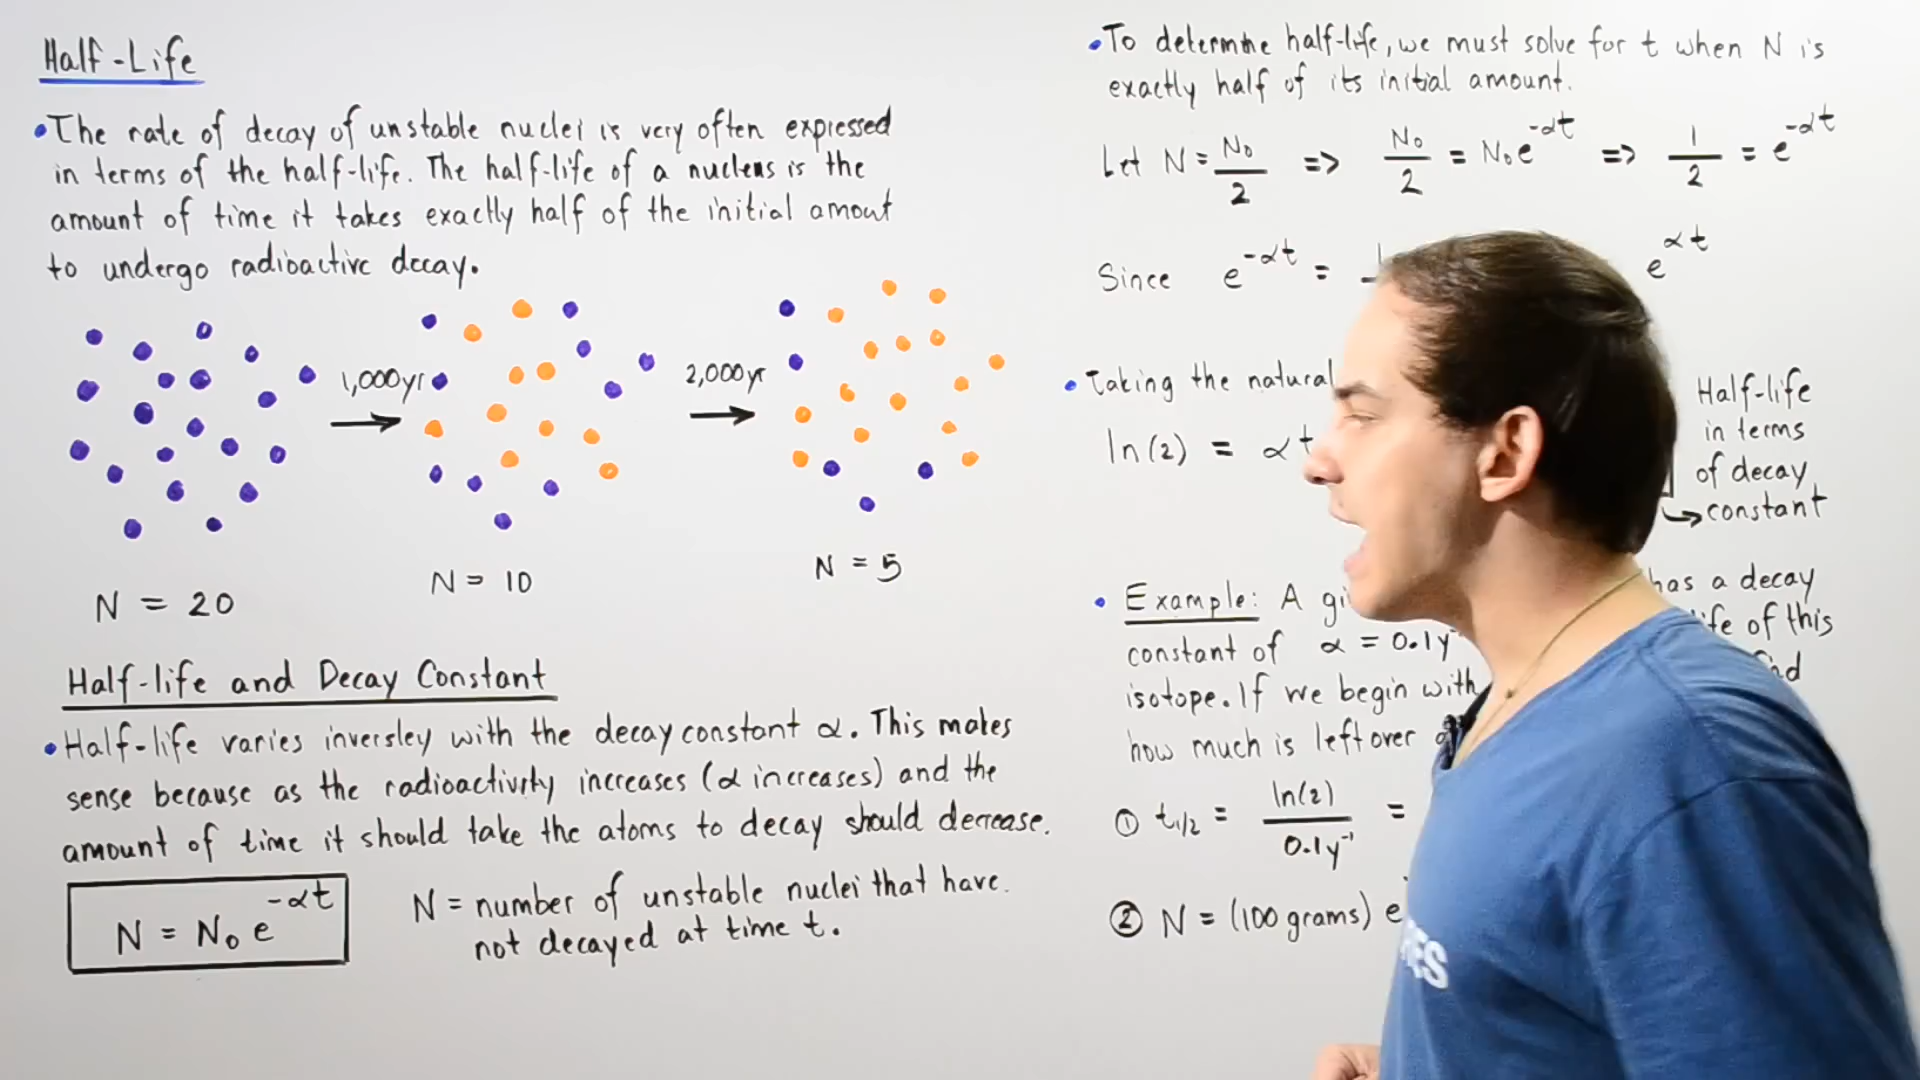 Half-Life
•The rate of decay of unstable nuclei is very often expressed
in terms of the half-life. The half-life of a nucleus is the
amount of time it takes exactly half of the initial amout
to undergo radioactive decay.
1,000yr
2,000yr
N = 20
N = 10
N = 5
Half-life and Decay Constant
•Half-life varies inversley with the decay constant α. This makes
sense because as the radioactivity increases (α increases) and the
amount of time it should take the atoms to decay should decrease.
N = N₀ e^-αt
N = number of unstable nuclei that have.
not decayed at time t.
•To determine half-life, we must solve for t when N is
exactly half of its initial amount.
Let N = N₀/2 => N₀/2 = N₀e^-αt => 1/2 = e^-αt
Since e^-αt = e^αt
•Taking the natural
ln(2) = αt
Half-life
in terms
of decay
constant
• Example: A has a decay
constant of α = 0.1y of this
isotope. If we begin with
how much is leftover
① t₁/₂ = ln(2)/0.1y⁻¹ =
② N = (100 grams) e